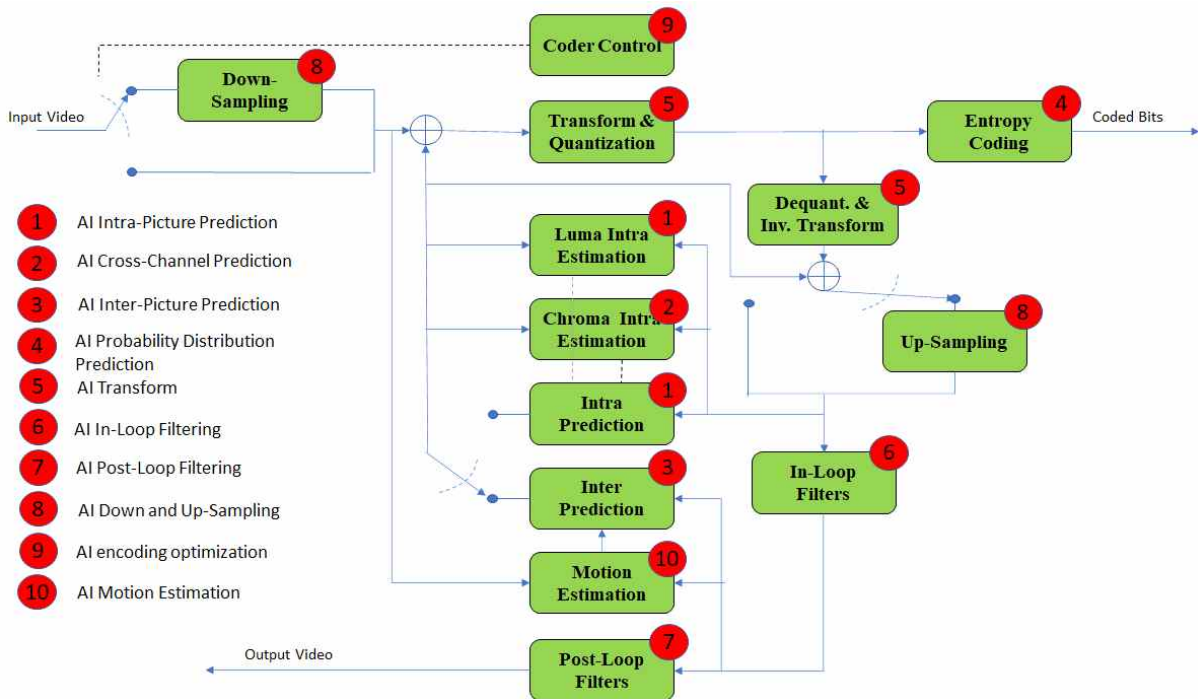 9
Coder Control
8
Down-
Sampling
Input Video
5
Transform &
Quantization
4
Entropy
Coding
Coded Bits
5
Dequant. &
Inv. Transform
1
Luma Intra
Estimation
2
Chroma Intra
Estimation
8
Up-Sampling
1
Intra
Prediction
6
In-Loop
Filters
3
Inter
Prediction
10
Motion
Estimation
7
Post-Loop
Filters
Output Video
1 AI Intra-Picture Prediction
2 AI Cross-Channel Prediction
3 AI Inter-Picture Prediction
4 AI Probability Distribution
Prediction
5 AI Transform
6 AI In-Loop Filtering
7 AI Post-Loop Filtering
8 AI Down and Up-Sampling
9 AI encoding optimization
10 AI Motion Estimation